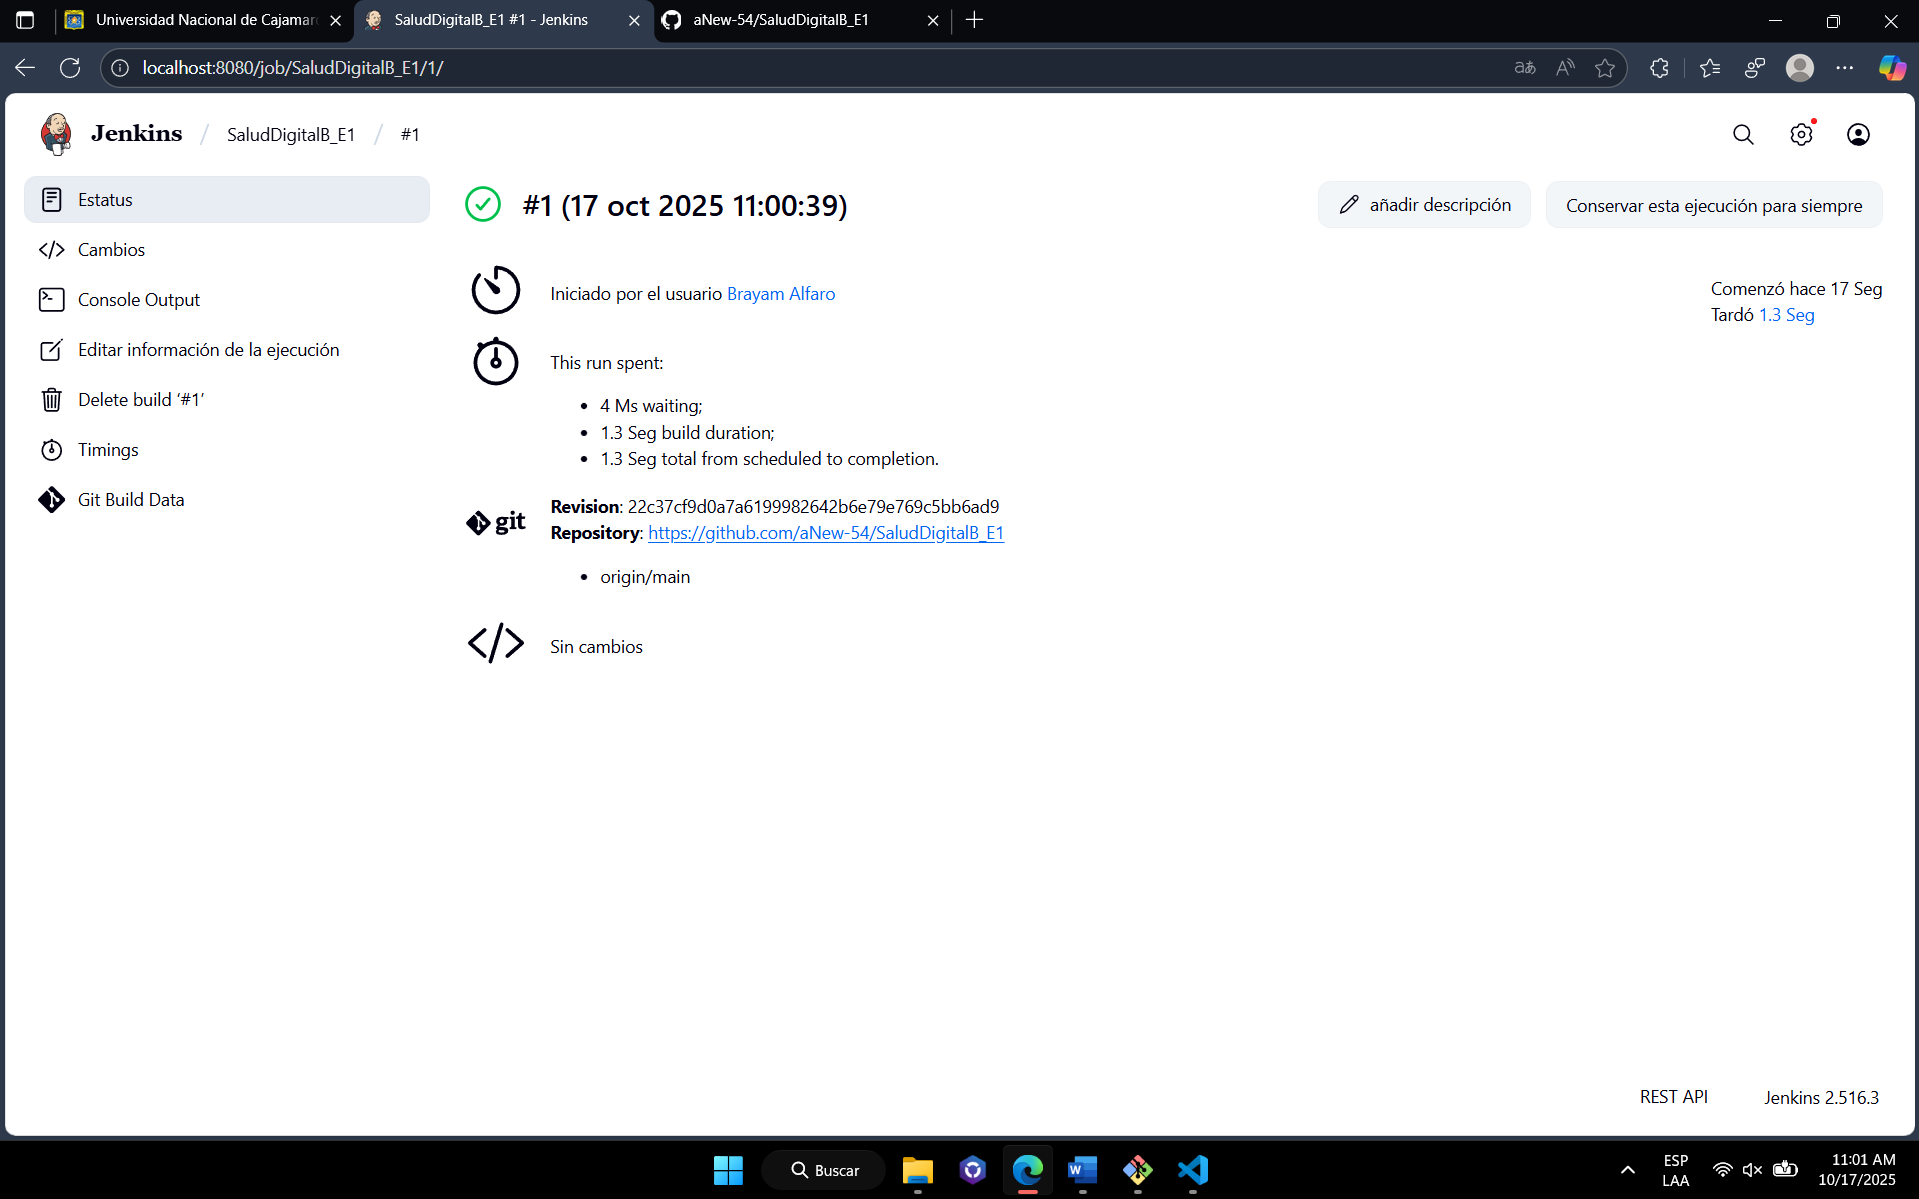 Universidad Nacional de Cajamar
SaludDigitalB_E1 #1 - Jenkins
aNew-54/SaludDigitalB_E1
localhost:8080/job/SaludDigitalB_E1/1/
Jenkins / SaludDigitalB_E1 / #1
Estatus
Cambios
Console Output
Editar información de la ejecución
Delete build ‘#1’
Timings
Git Build Data
#1 (17 oct 2025 11:00:39)
añadir descripción
Conservar esta ejecución para siempre
Iniciado por el usuario Brayam Alfaro
Comenzó hace 17 Seg
Tardó 1.3 Seg
This run spent:
4 Ms waiting;
1.3 Seg build duration;
1.3 Seg total from scheduled to completion.
git
Revision: 22c37cf9d0a7a6199982642b6e79e769c5bb6ad9
Repository: https://github.com/aNew-54/SaludDigitalB_E1
origin/main
Sin cambios
REST API
Jenkins 2.516.3
Buscar
ESP
LAA
11:01 AM
10/17/2025